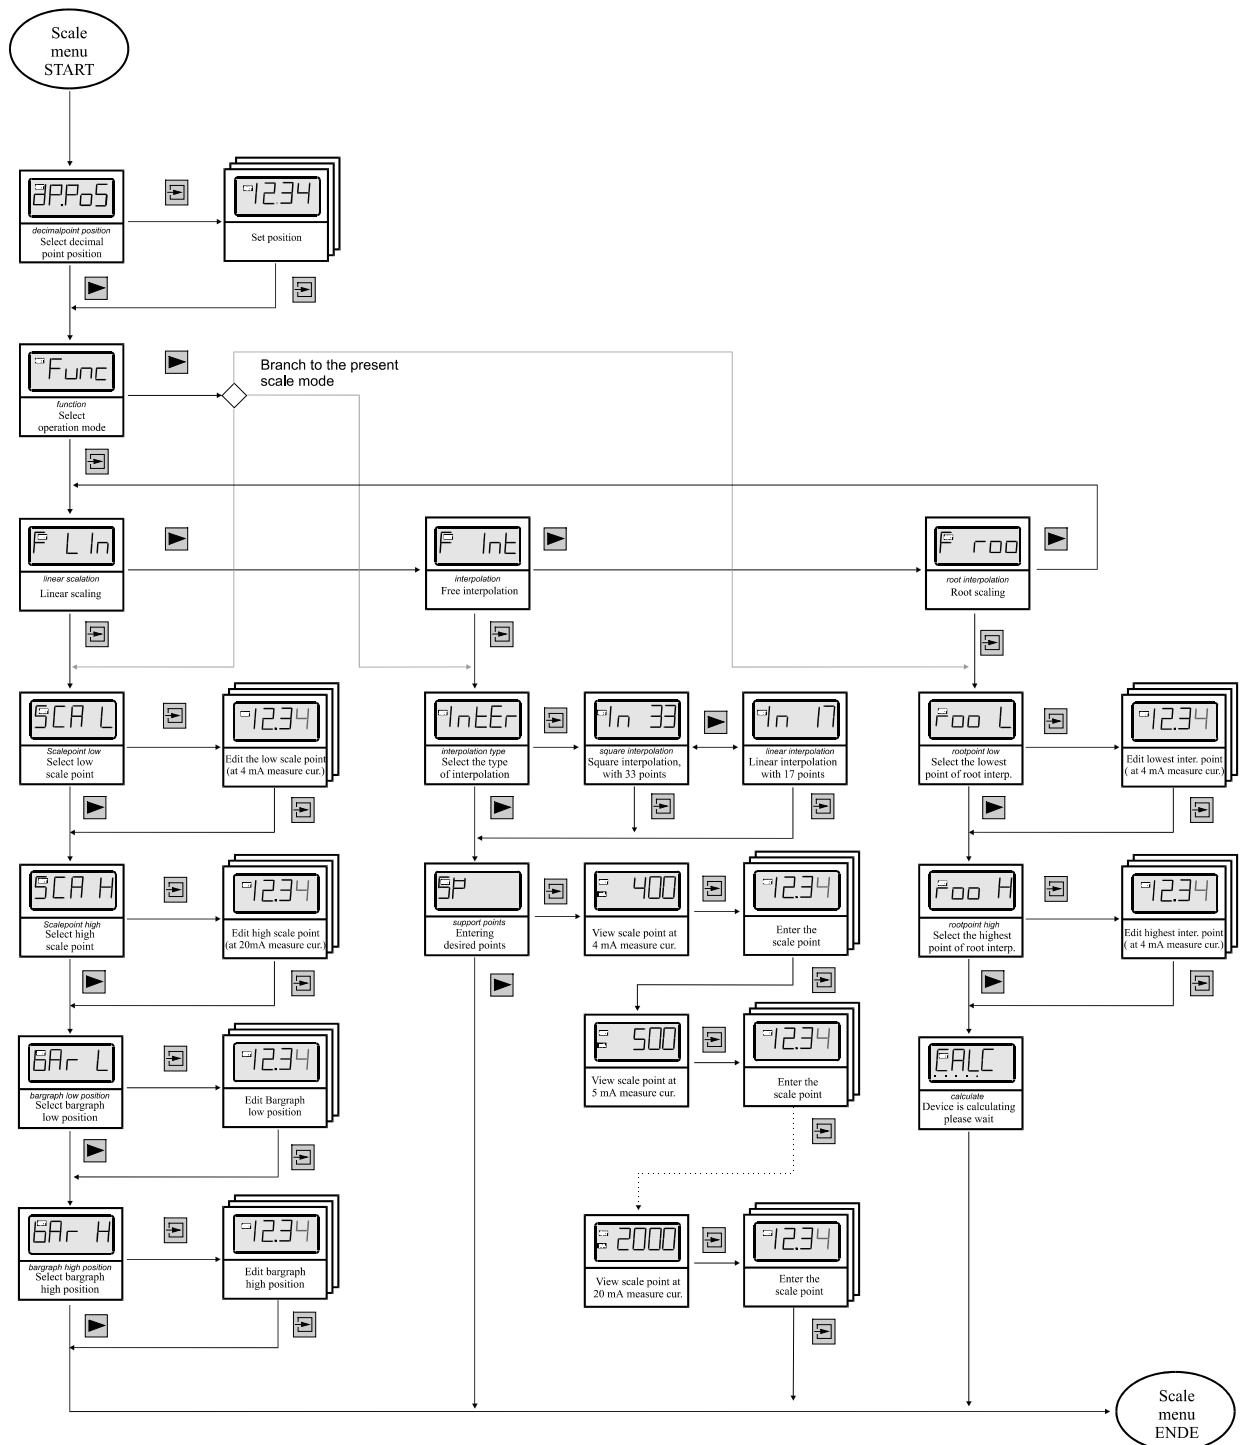 Scale
menu
START
dP.PoS
decimalpoint position
Select decimal
point position
12.34
Set position
Func
function
Select
operation mode
Branch to the present
scale mode
F LIn
linear scalation
Linear scaling
F Int
interpolation
Free interpolation
F roo
root interpolation
Root scaling
SCA L
Scalepoint low
Select low
scale point
12.34
Edit the low scale point
(at 4 mA measure cur.)
IntEr
interpolation type
Select the type
of interpolation
In 33
square interpolation
Square interpolation,
with 33 points
In 17
linear interpolation
Linear interpolation
with 17 points
roo L
rootpoint low
Select the lowest
point of root interp.
12.34
Edit lowest inter. point
( at 4 mA measure cur.)
SCA H
Scalepoint high
Select high
scale point
12.34
Edit high scale point
(at 20mA measure cur.)
SP
support points
Entering
desired points
400
View scale point at
4 mA measure cur.
12.34
Enter the
scale point
roo H
rootpoint high
Select the highest
point of root interp.
12.34
Edit highest inter. point
( at 4 mA measure cur.)
bAr L
bargraph low position
Select bargraph
low position
12.34
Edit Bargraph
low position
500
View scale point at
5 mA measure cur.
12.34
Enter the
scale point
CALC
calculate
Device is calculating
please wait
bAr H
bargraph high position
Select bargraph
high position
12.34
Edit bargraph
high position
2000
View scale point at
20 mA measure cur.
12.34
Enter the
scale point
Scale
menu
ENDE